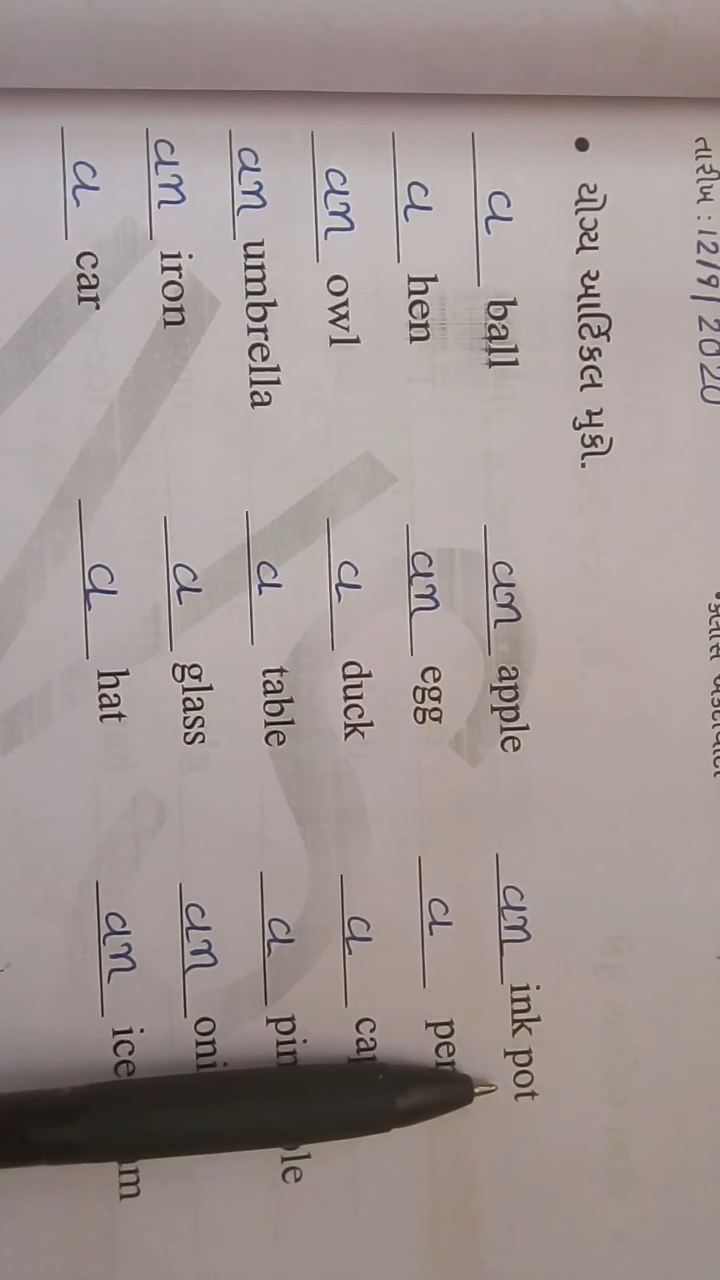 તારીખ : 12/9/2020
• યોગ્ય આર્ટિકલ મુકો.
a ball an apple an ink pot
a hen an egg a
an owl a duck a
an umbrella a table a
an iron a glass an
a car a hat an ice